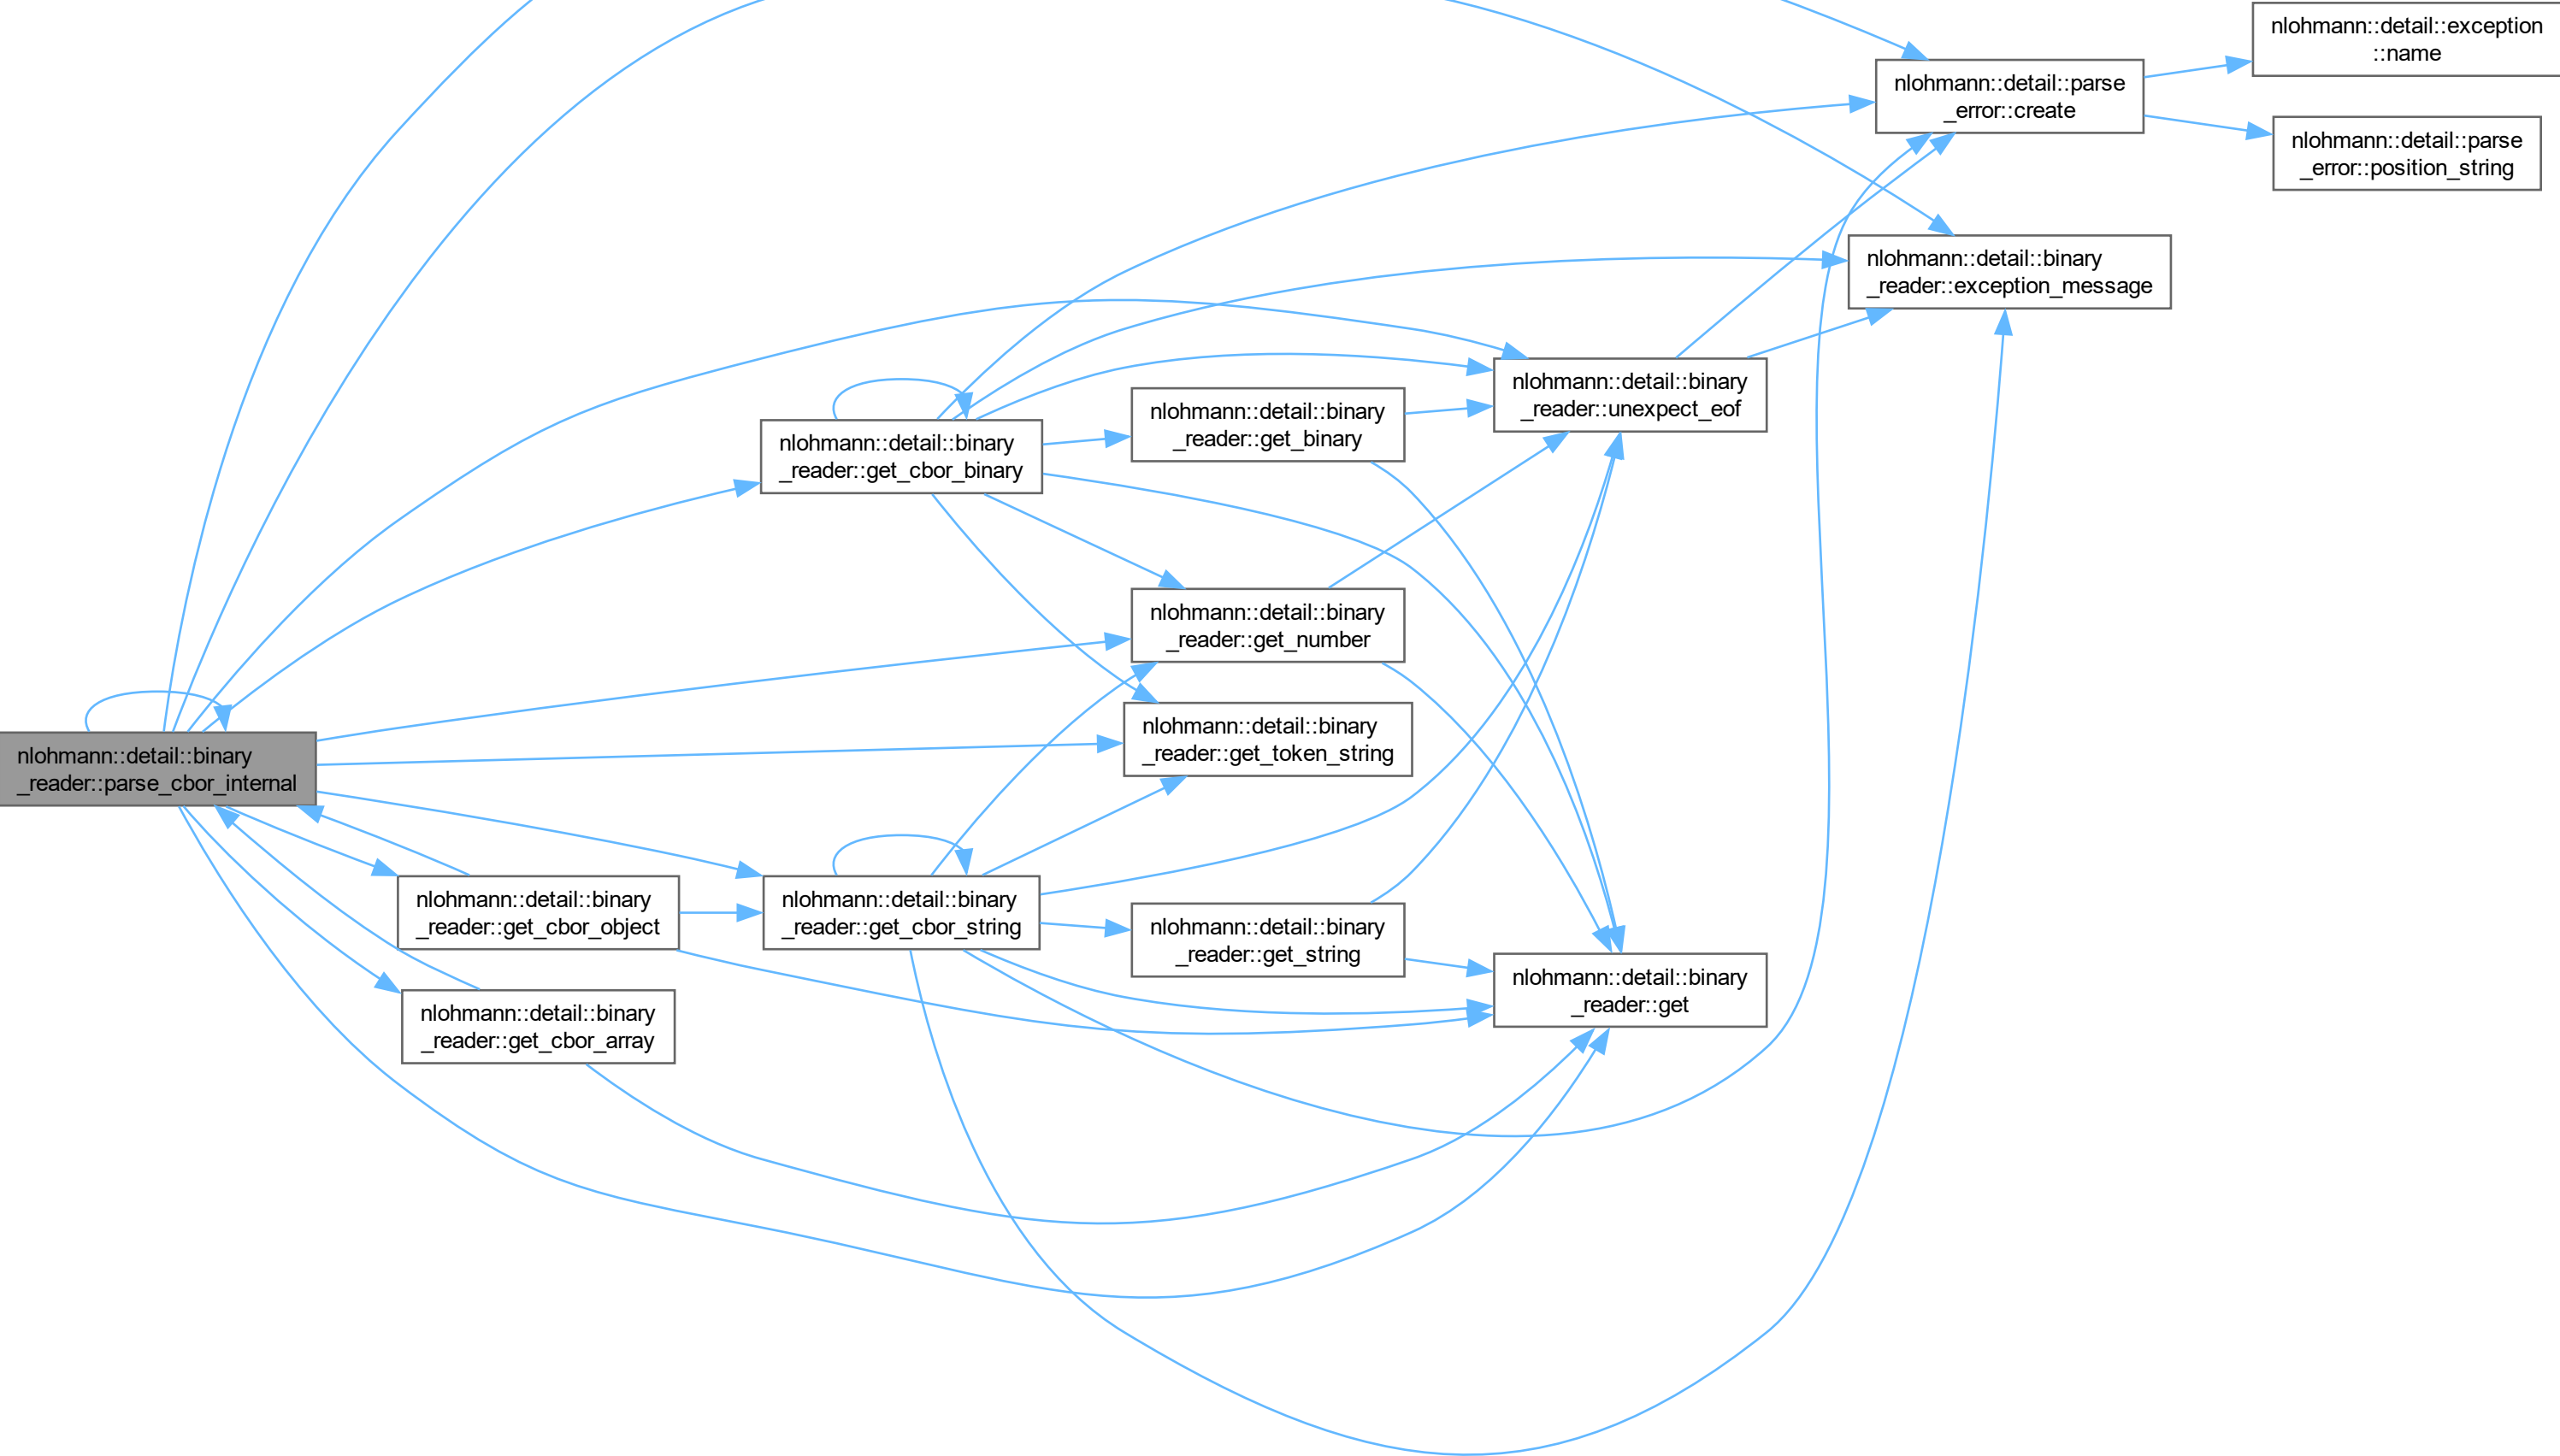 nlohmann::detail::exception
::name
nlohmann::detail::parse
_error::create
nlohmann::detail::parse
_error::position_string
nlohmann::detail::binary
_reader::exception_message
nlohmann::detail::binary
_reader::unexpect_eof
nlohmann::detail::binary
_reader::get_binary
nlohmann::detail::binary
_reader::get_cbor_binary
nlohmann::detail::binary
_reader::get_number
nlohmann::detail::binary
_reader::get_token_string
nlohmann::detail::binary
_reader::parse_cbor_internal
nlohmann::detail::binary
_reader::get_cbor_object
nlohmann::detail::binary
_reader::get_cbor_string
nlohmann::detail::binary
_reader::get_string
nlohmann::detail::binary
_reader::get
nlohmann::detail::binary
_reader::get_cbor_array